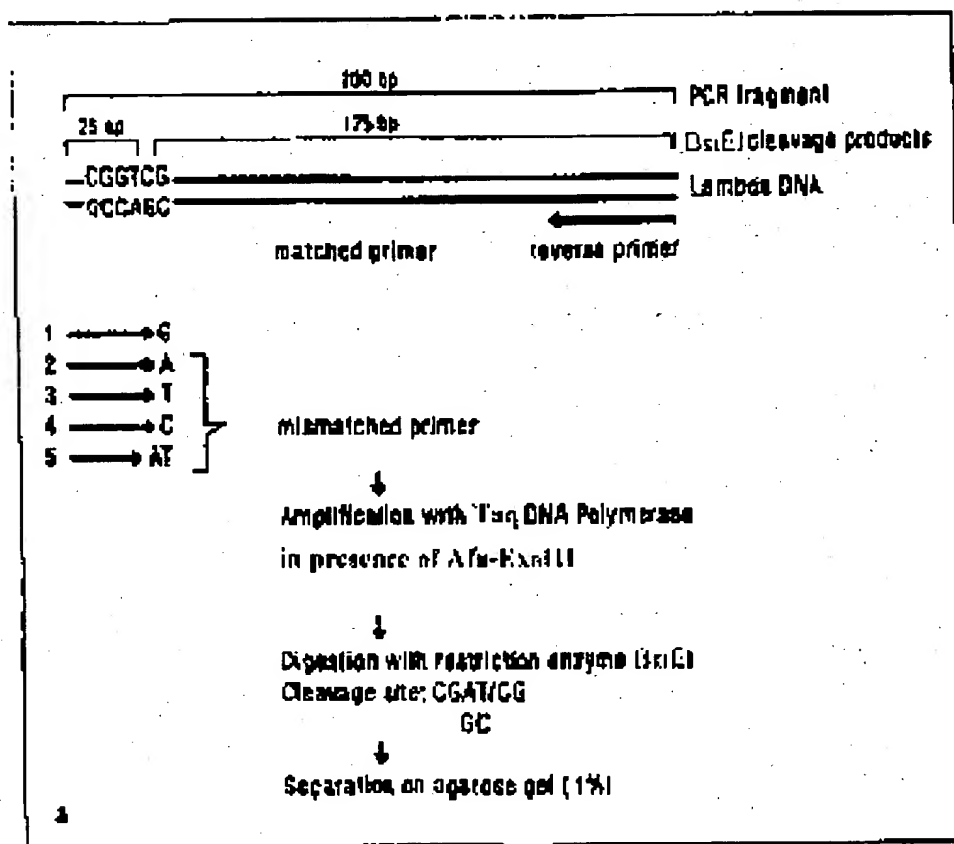 100 bp
PCR fragment
25 bp
175 bp
cleavage products
CGGTCG
Lambda DNA
GCCAGC
matched primer reverse primer
1 G
2 A
3 T
4 C
5 AT
mismatched primer
Amplification with Taq DNA Polymerase
in presence of
Digestion with restriction enzyme
Cleavage site: CGAT/CG
GC
Separation on agarose gel (1%)